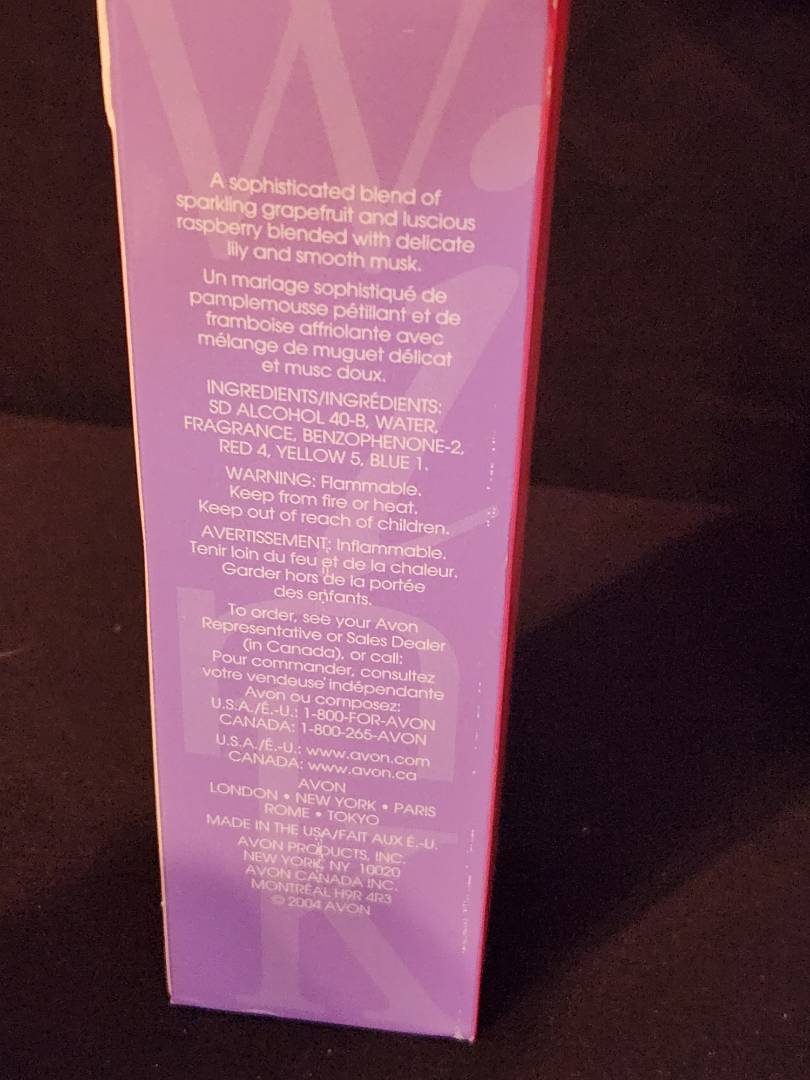 Wink
A sophisticated blend of
sparkling grapefruit and luscious
raspberry blended with delicate
lily and smooth musk.
Un mariage sophistiqué de
pamplemousse pétillant et de
framboise affriolante avec
mélange de muguet délicat
et musc doux.
INGREDIENTS/INGRÉDIENTS:
SD ALCOHOL 40-B, WATER,
FRAGRANCE, BENZOPHENONE-2,
RED 4, YELLOW 5, BLUE 1.
WARNING: Flammable.
Keep from fire or heat.
Keep out of reach of children.
AVERTISSEMENT: Inflammable.
Tenir loin du feu et de la chaleur.
Garder hors de la portée
des enfants.
To order, see your Avon
Representative or Sales Dealer
(in Canada), or call:
Pour commander, consultez
votre vendeuse indépendante
Avon ou composez:
U.S.A./É.-U.: 1-800-FOR-AVON
CANADA: 1-800-265-AVON
U.S.A./É.-U.: www.avon.com
CANADA: www.avon.ca
AVON
LONDON • NEW YORK • PARIS
ROME • TOKYO
MADE IN THE USA/FAIT AUX É.-U.
AVON PRODUCTS, INC.
NEW YORK, NY 10020
AVON CANADA INC.
MONTRÉAL H9R 4R3
© 2004 AVON